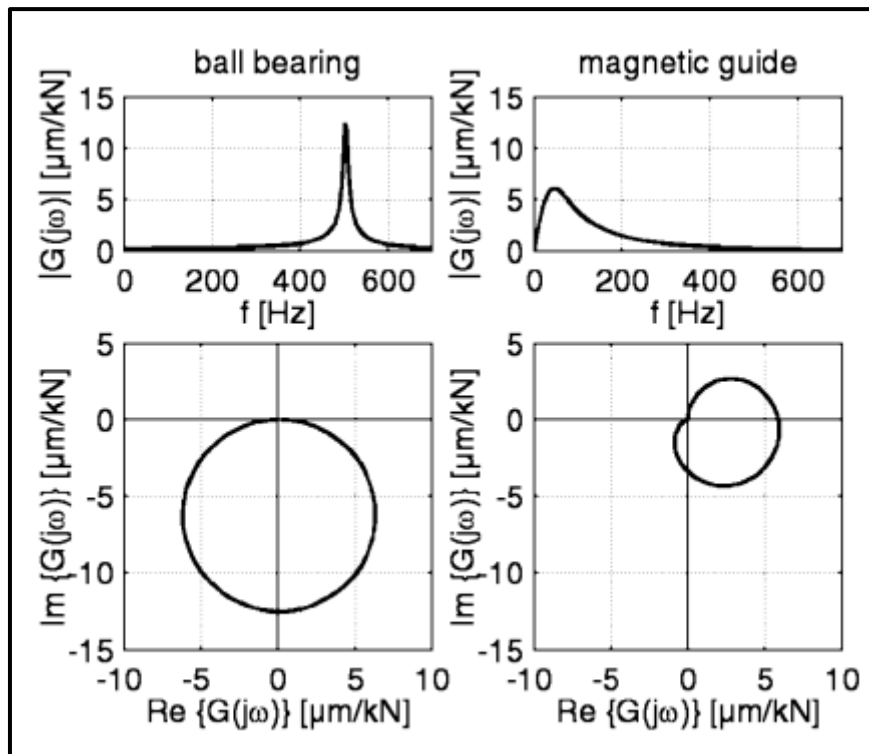 ball bearing
magnetic guide
|G(jω)| [μm/kN]
15
10
5
0
0 200 400 600
f [Hz]
|G(jω)| [μm/kN]
15
10
5
0
0 200 400 600
f [Hz]
Im {G(jω)} [μm/kN]
5
0
-5
-10
-15
-10 -5 0 5 10
Re {G(jω)} [μm/kN]
Im {G(jω)} [μm/kN]
5
0
-5
-15
-10 -5 0 5 10
Re {G(jω)} [μm/kN]